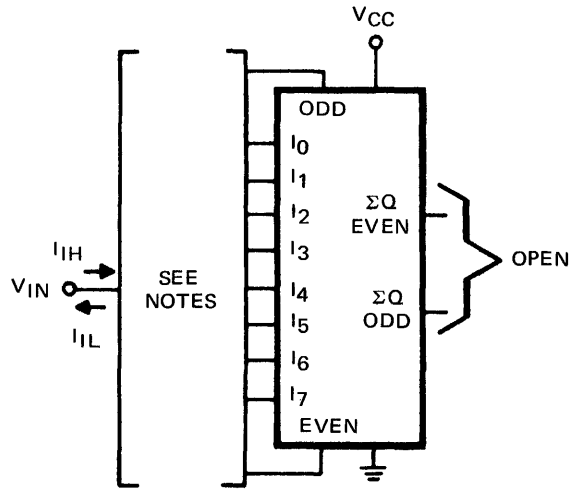 VCC
ODD
I0
I1
I2
I3
I4
I5
I6
I7
EVEN
ΣQ
EVEN
ΣQ
ODD
OPEN
IIH
VIN
IIL
SEE
NOTES